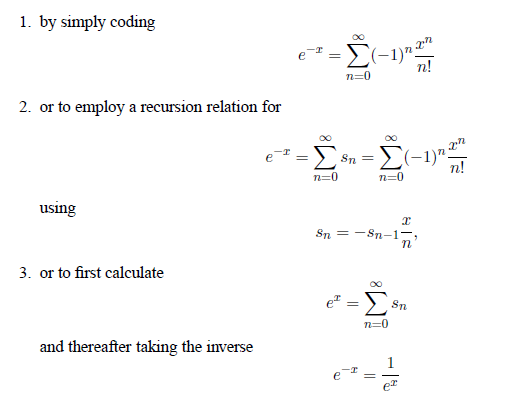 1. by simply coding
e^{-x} = \sum_{n=0}^{\infty} (-1)^n \frac{x^n}{n!}
2. or to employ a recursion relation for
e^{-x} = \sum_{n=0}^{\infty} s_n = \sum_{n=0}^{\infty} (-1)^n \frac{x^n}{n!}
using
s_n = -s_{n-1} \frac{x}{n},
3. or to first calculate
e^x = \sum_{n=0}^{\infty} s_n
and thereafter taking the inverse
e^{-x} = \frac{1}{e^x}